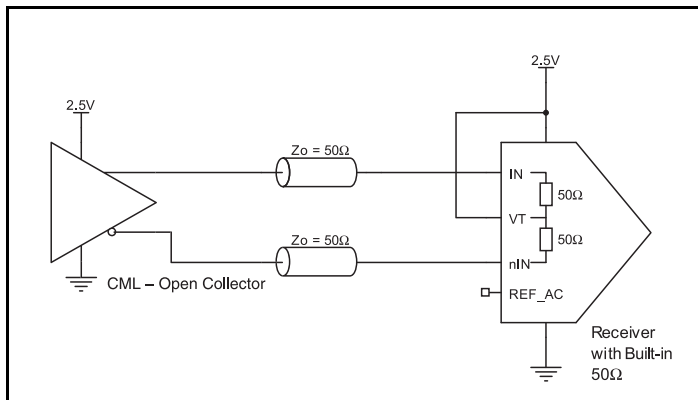 2.5V
2.5V
Zo = 50Ω
IN
50Ω
VT
50Ω
Zo = 50Ω
nIN
CML – Open Collector
REF_AC
Receiver
with Built-in
50Ω